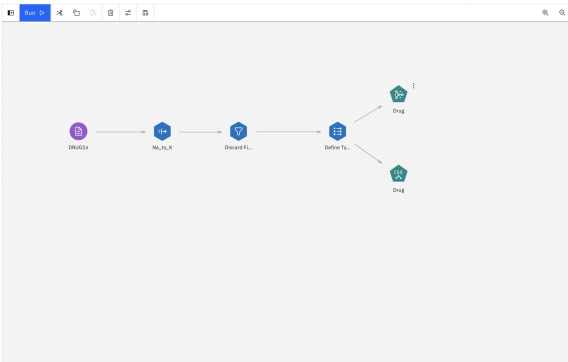 Run
Drug
DRUG1n
Na_to_K
Discard Fi...
Define Ty...
C5.0
Drug